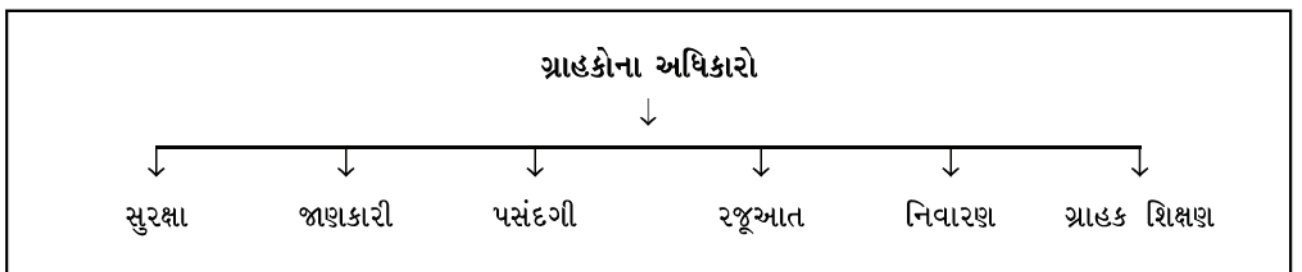 ગ્રાહકોના અધિકારો
સુરક્ષા જાણકારી પસંદગી રજૂઆત નિવારણ ગ્રાહક શિક્ષણ